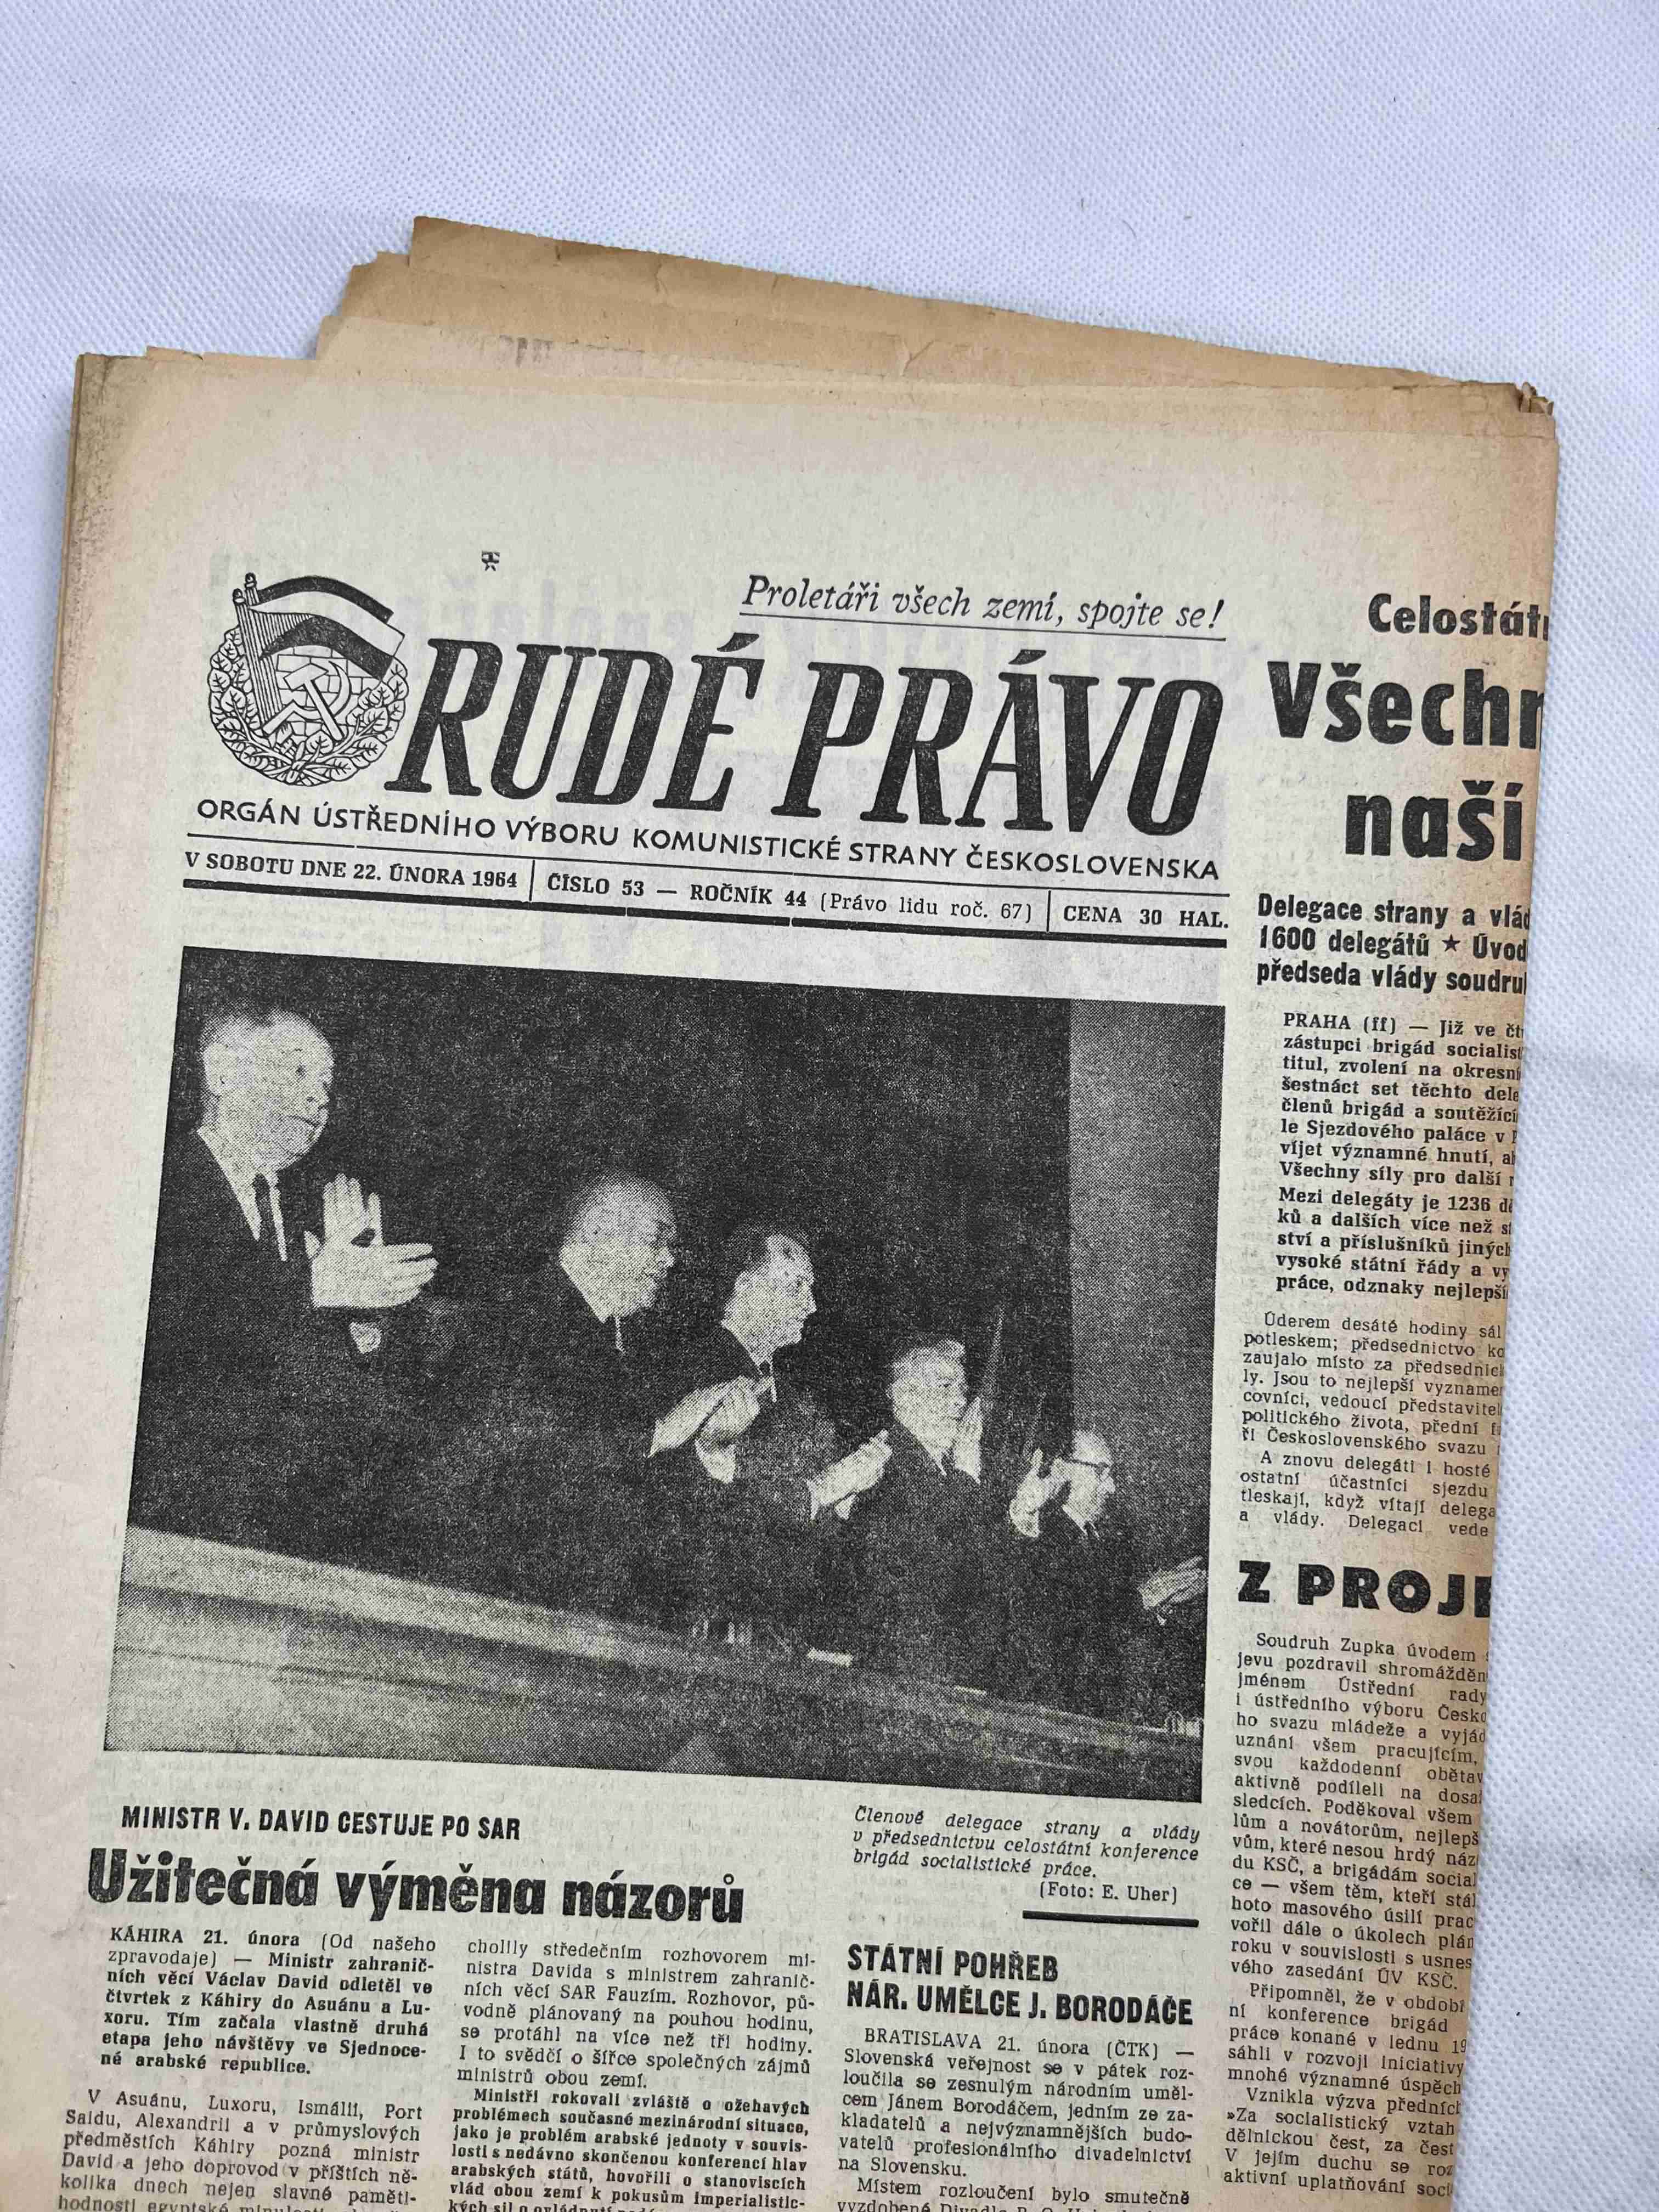 Proletáři všech zemí, spojte se!
RUDÉ PRÁVO
ORGÁN ÚSTŘEDNÍHO VÝBORU KOMUNISTICKÉ STRANY ČESKOSLOVENSKA
V SOBOTU DNE 22. ÚNORA 1964
ČÍSLO 53 — ROČNÍK 44 (Právo lidu roč. 67)
CENA 30 HAL.
Členové delegace strany a vlády
v předsednictvu celostátní konference
brigád socialistické práce.
(Foto: E. Uher)
MINISTR V. DAVID CESTUJE PO SAR
Užitečná výměna názorů
KÁHIRA 21. února (Od našeho
zpravodaje) — Ministr zahranič-
ních věcí Václav David odletěl ve
čtvrtek z Káhiry do Asuánu a Lu-
xoru. Tím začala vlastně druhá
etapa jeho návštěvy ve Sjednoce-
né arabské republice.
V Asuánu, Luxoru, Ismálii, Port
Saidu, Alexandrii a v průmyslových
předměstích Káhiry pozná ministr
David a jeho doprovod v příštích ně-
kolika dnech nejen slavné paměti-
hodnosti egyptské
cholily středečním rozhovorem mi-
nistra Davida s ministrem zahranič-
ních věcí SAR Fauzím. Rozhovor, pů-
vodně plánovaný na pouhou hodinu,
se protáhl na více než tři hodiny.
I to svědčí o šířce společných zájmů
ministrů obou zemí.
Ministři rokovali zvláště o ožehavých
problémech současné mezinárodní situace,
jako je problém arabské jednoty v souvis-
losti s nedávno skončenou konferencí hlav
arabských států, hovořili o stanoviscích
vlád obou zemí k pokusům imperialistic-
kých sil o
STÁTNÍ POHŘEB
NÁR. UMĚLCE J. BORODÁČE
BRATISLAVA 21. února (ČTK) —
Slovenská veřejnost se v pátek roz-
loučila se zesnulým národním uměl-
cem Jánem Borodáčem, jedním ze za-
kladatelů a nejvýznamnějších budo-
vatelů profesionálního divadelnictví
na Slovensku.
Místem rozloučení bylo smutečně
vyzdobené
Celostát
Všech
naší
Delegace strany a vlád
1600 delegátů ★ Úvod
předseda vlády soudru
PRAHA (ff) — Již ve čt
zástupci brigád socialist
titul, zvolení na okresn
šestnáct set těchto dele
členů brigád a soutěžící
le Sjezdového paláce v
víjet významné hnutí, a
Všechny síly pro další
Mezi delegáty je 1236 dě
ků a dalších více než s
ství a příslušníků jiných
vysoké státní řády a vy
práce, odznaky nejlepší
Úderem desáté hodiny sál
potleskem; předsednictvo ko
zaujalo místo za předsednic
ly. Jsou to nejlepší vyzname
covníci, vedoucí představitel
politického života, přední f
ři Československého svazu
A znovu delegáti i hosté
ostatní účastníci sjezdu
tleskají, když vítají delega
a vlády. Delegaci vede
Z PROJE
Soudruh Zupka úvodem
jevu pozdravil shromážděn
jménem Ústřední rady
i ústředního výboru Česko
ho svazu mládeže a vyjád
uznání všem pracujícím,
svou každodenní obětav
aktivně podíleli na dosa
sledcích. Poděkoval všem
lům a novátorům, nejlepš
vům, které nesou hrdý náz
du KSČ, a brigádám social
ce — všem těm, kteří stál
hoto masového úsilí prac
vořil dále o úkolech plán
roku v souvislosti s usnes
vého zasedání ÚV KSČ.
Připomněl, že v období
ní konference brigád
práce konané v lednu 19
sáhli v rozvoji iniciativy
mnohé významné úspěch
Vznikla výzva předních
»Za socialistický vztah
dělnickou čest, za čest
V jejím duchu se roz
aktivní uplatňování soci